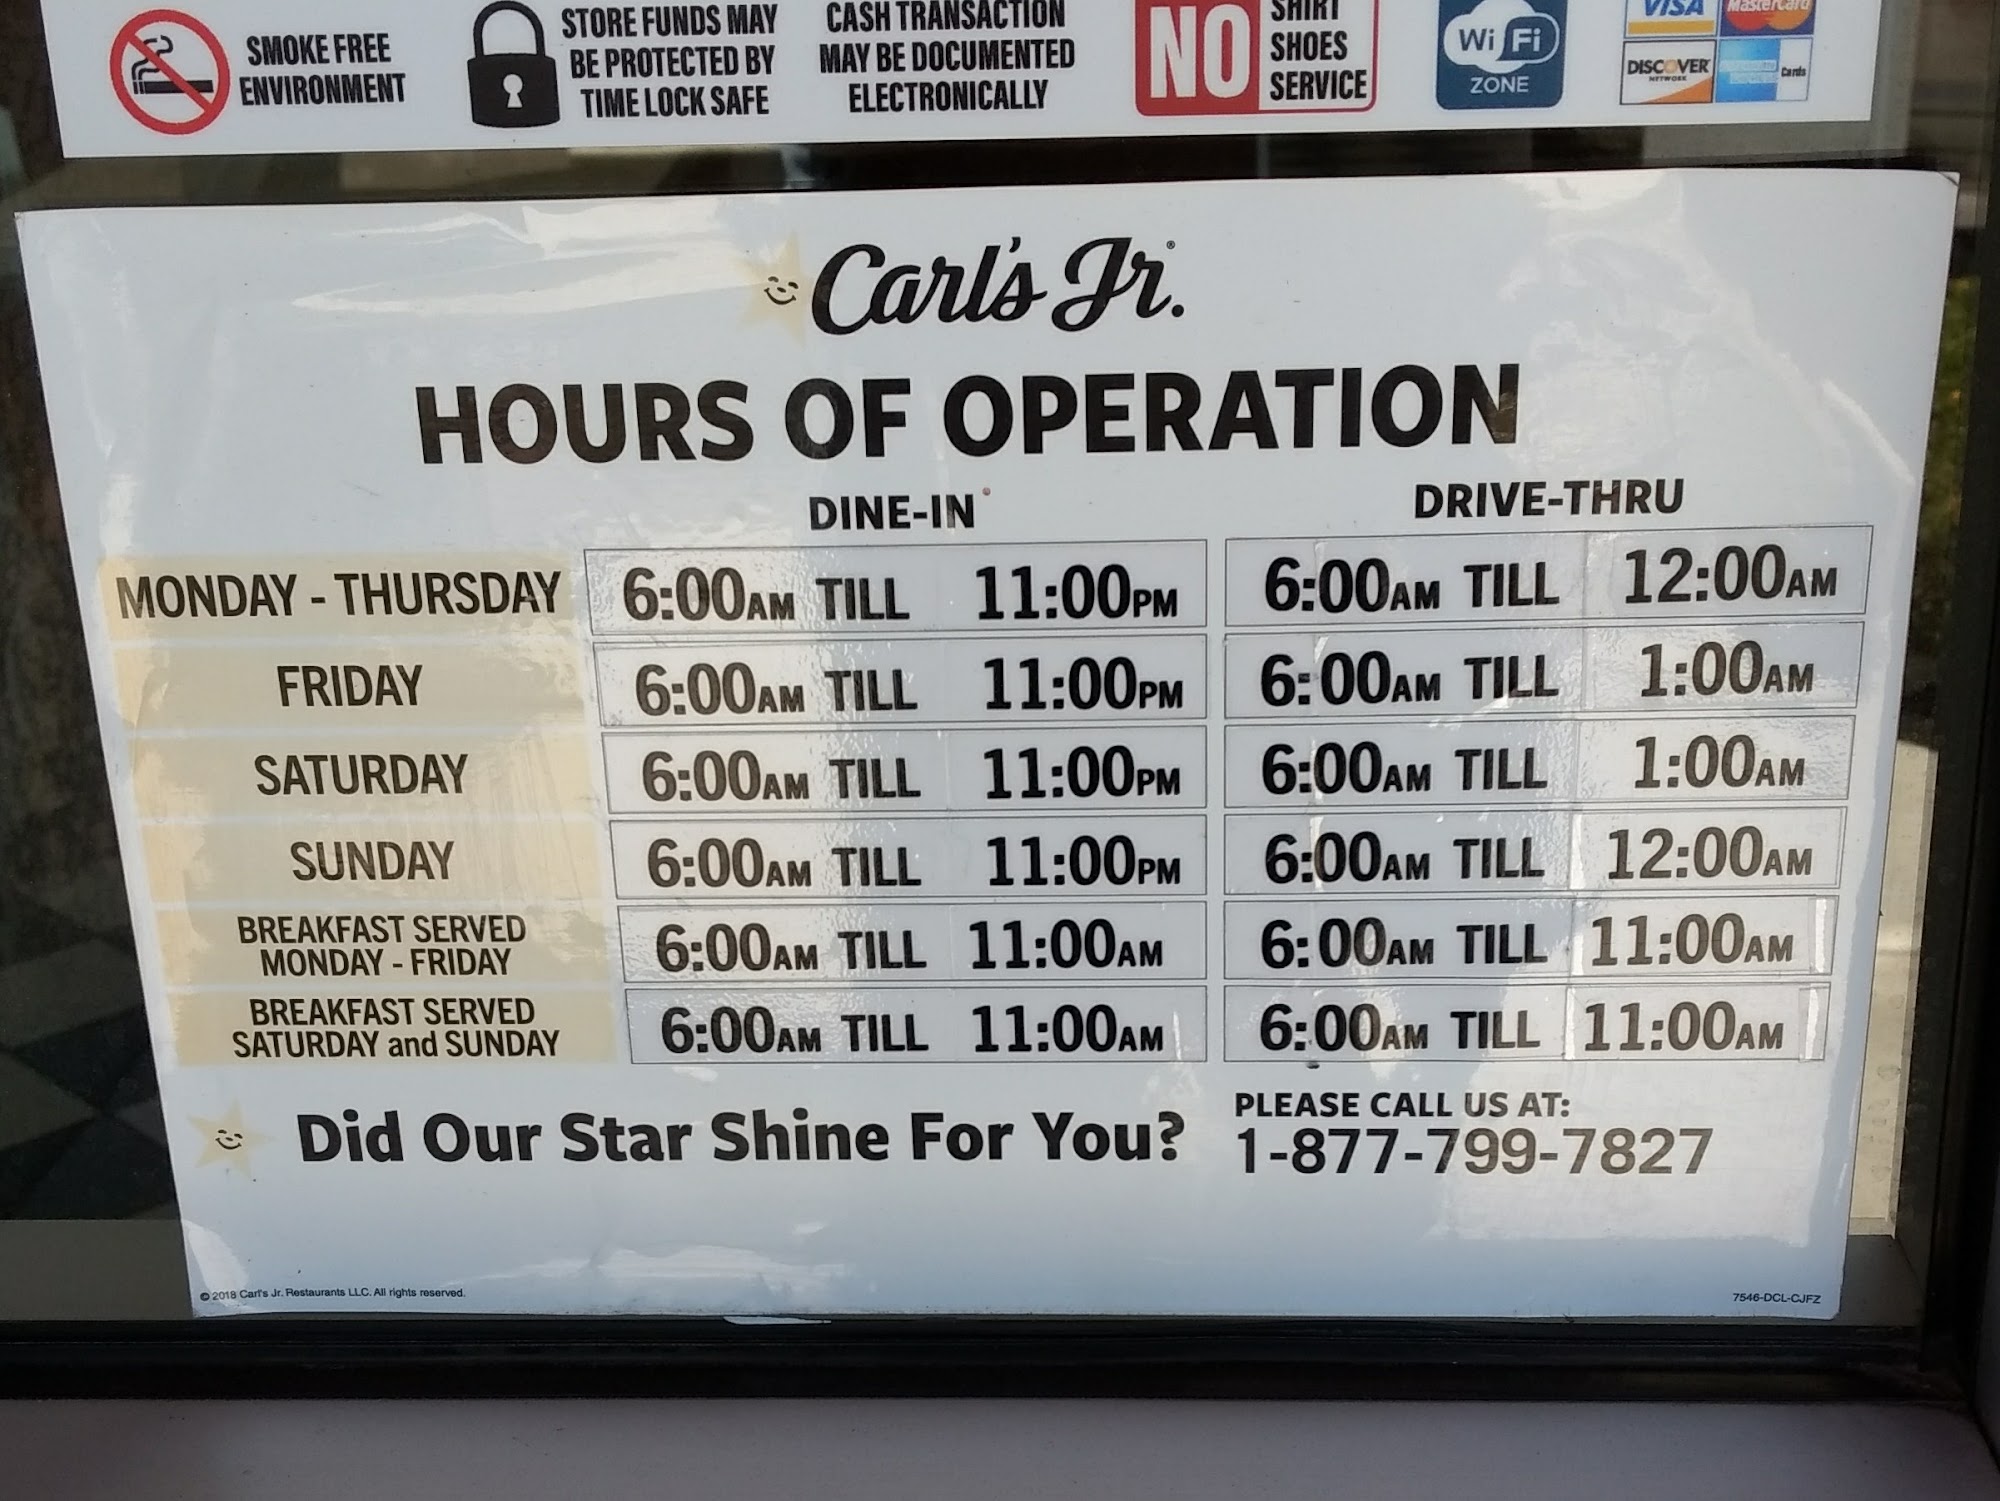 SMOKE FREE
ENVIRONMENT
STORE FUNDS MAY
BE PROTECTED BY
TIME LOCK SAFE
CASH TRANSACTION
MAY BE DOCUMENTED
ELECTRONICALLY
NO
SHIRT
SHOES
SERVICE
Wi Fi
ZONE
VISA
MasterCard
DISCOVER
NETWORK
Cards
Carl's Jr.®
HOURS OF OPERATION
DINE-IN DRIVE-THRU
MONDAY - THURSDAY 6:00AM TILL 11:00PM 6:00AM TILL 12:00AM
FRIDAY 6:00AM TILL 11:00PM 6:00AM TILL 1:00AM
SATURDAY 6:00AM TILL 11:00PM 6:00AM TILL 1:00AM
SUNDAY 6:00AM TILL 11:00PM 6:00AM TILL 12:00AM
BREAKFAST SERVED
MONDAY - FRIDAY 6:00AM TILL 11:00AM 6:00AM TILL 11:00AM
BREAKFAST SERVED
SATURDAY and SUNDAY 6:00AM TILL 11:00AM 6:00AM TILL 11:00AM
Did Our Star Shine For You?
PLEASE CALL US AT:
1-877-799-7827
© 2018 Carl's Jr. Restaurants LLC. All rights reserved.
7546-DCL-CJFZ